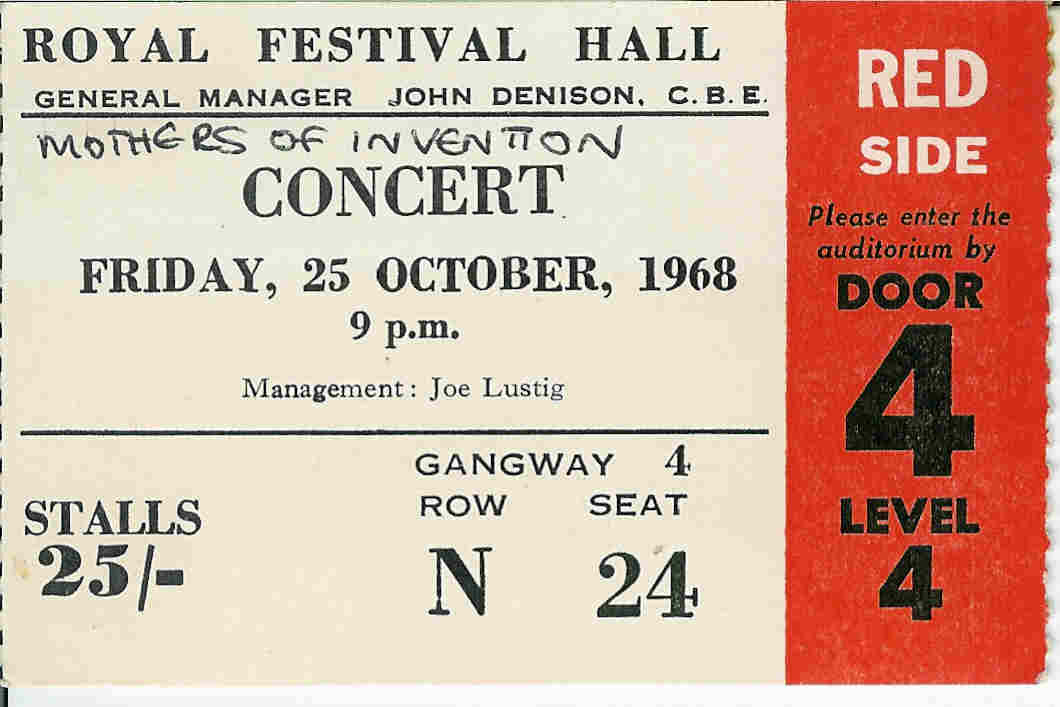 ROYAL FESTIVAL HALL
GENERAL MANAGER JOHN DENISON, C.B.E.
MOTHERS OF INVENTION
CONCERT
FRIDAY, 25 OCTOBER, 1968
9 p.m.
Management: Joe Lustig
GANGWAY 4
STALLS
25/-
ROW SEAT
N 24
RED
SIDE
Please enter the
auditorium by
DOOR
4
LEVEL
4